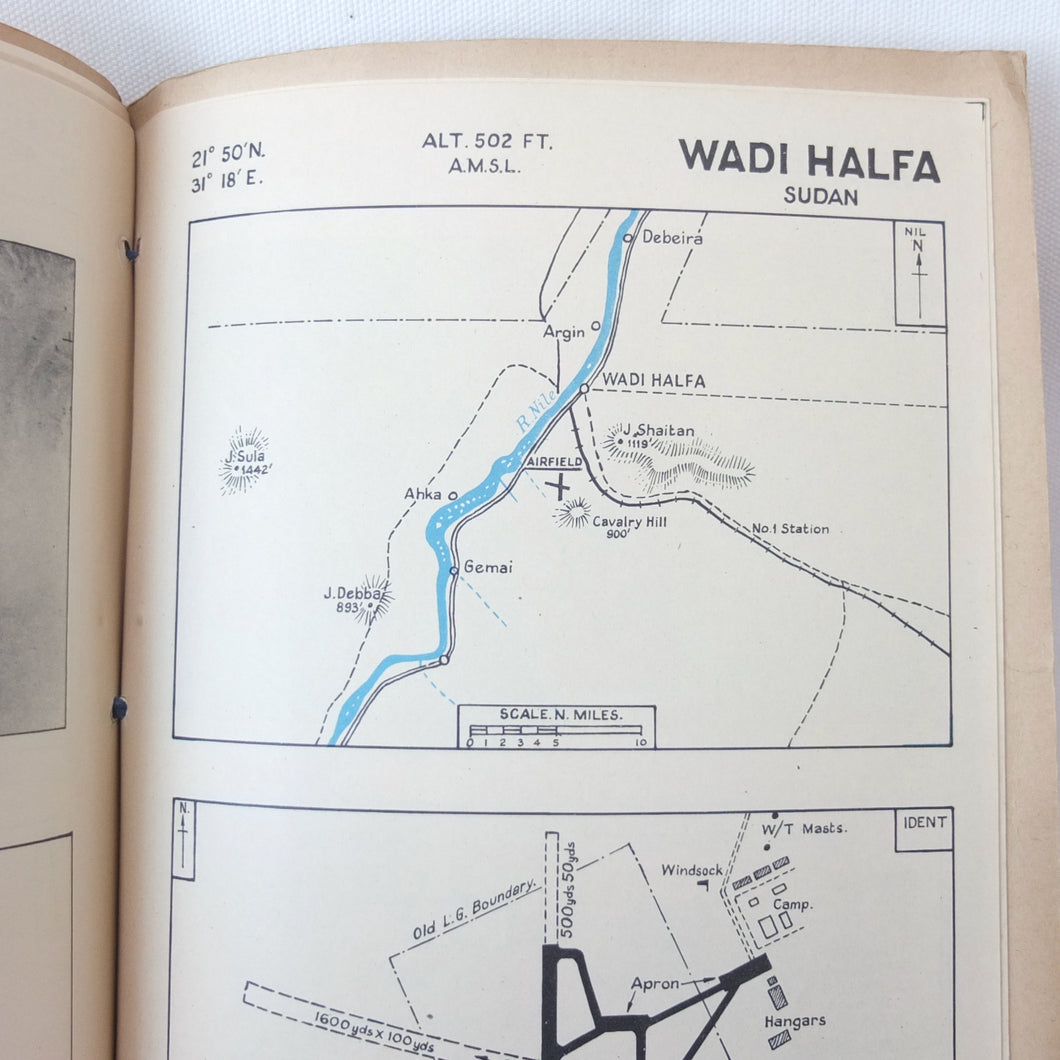 21° 50'N.
31° 18' E.
ALT. 502 FT.
A.M.S.L.
WADI HALFA
SUDAN
NIL
N
Debeira
Argin
WADI HALFA
R. Nile
J. Shaitan
1119'
J. Sula
1442'
AIRFIELD
Ahka
Cavalry Hill
900'
No.1 Station
Gemai
J. Debba
893'
SCALE. N. MILES.
0 1 2 3 4 5 10
N.
IDENT
W/T Masts.
500yds 50yds
Windsock
Old L.G. Boundary.
Camp.
Apron
1600yds x 100yds
Hangars